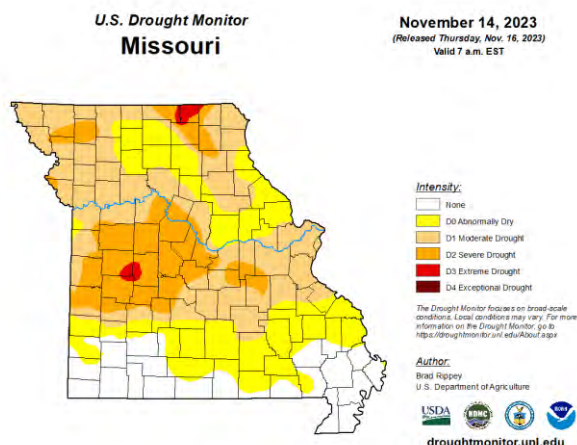 U.S. Drought Monitor
Missouri
November 14, 2023
(Released Thursday, Nov. 16, 2023)
Valid 7 a.m. EST
Intensity:
None
D0 Abnormally Dry
D1 Moderate Drought
D2 Severe Drought
D3 Extreme Drought
D4 Exceptional Drought
The Drought Monitor focuses on broad-scale
conditions. Local conditions may vary. For more
information on the Drought Monitor, go to
https://droughtmonitor.unl.edu/About.aspx
Author:
Brad Rippey
U.S. Department of Agriculture
USDA
NDMC
NOAA
droughtmonitor.unl.edu